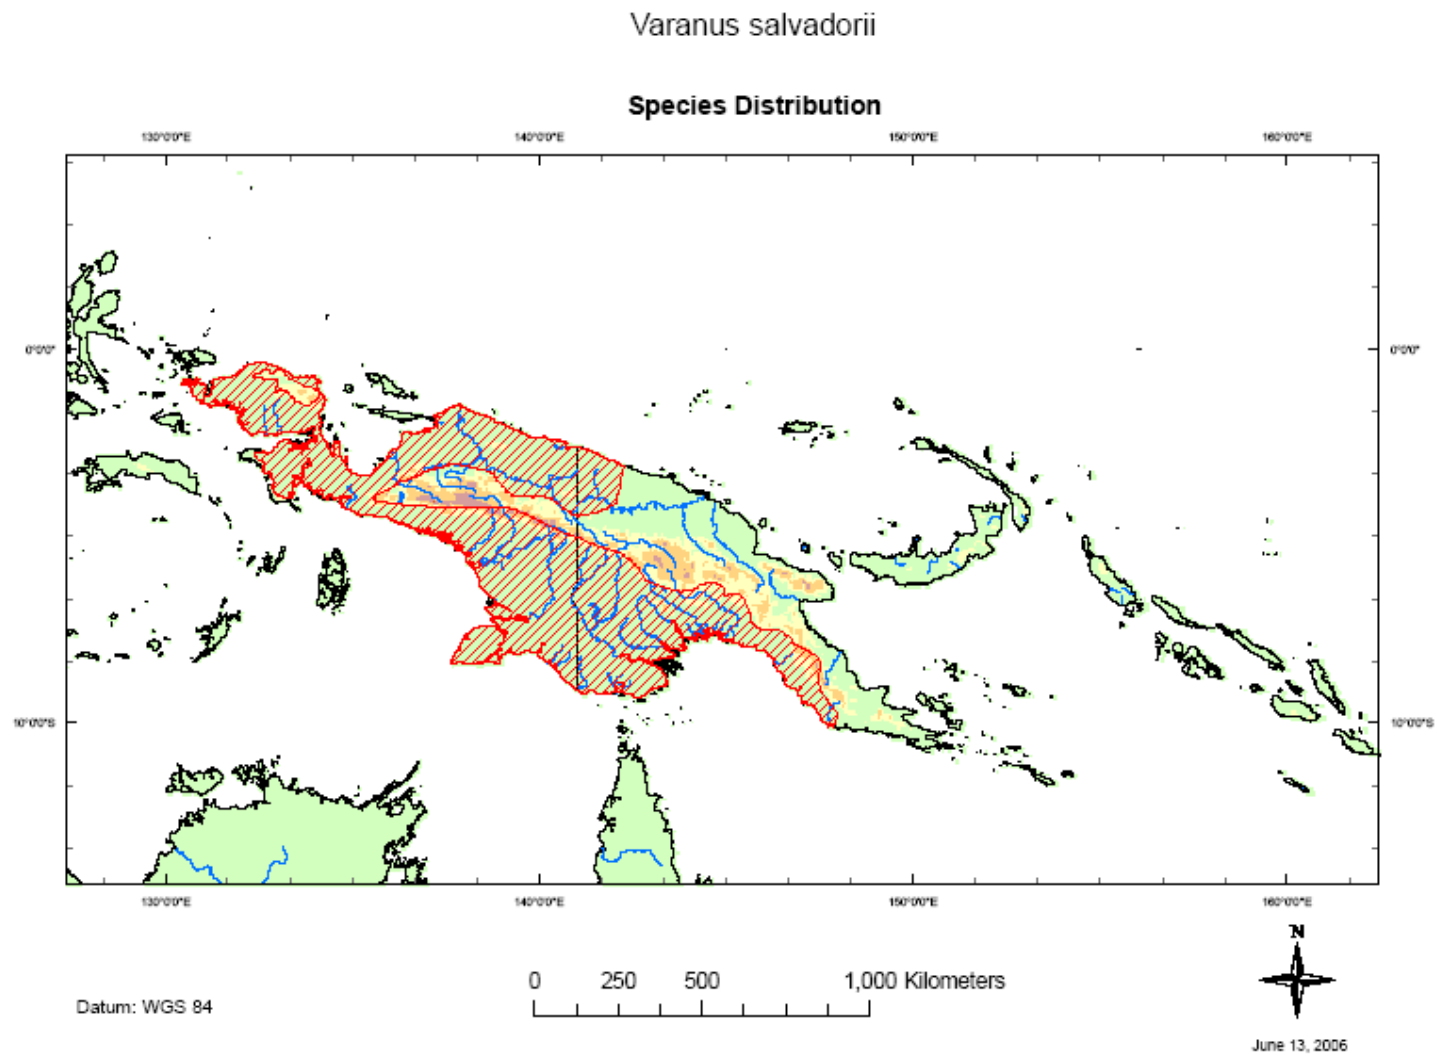 Varanus salvadorii
Species Distribution
130°0'0"E 140°0'0"E 150°0'0"E 160°0'0"E
0°0'0" 0°0'0"
10°0'0"S 10°0'0"S
130°0'0"E 140°0'0"E 150°0'0"E 160°0'0"E
N
0 250 500 1,000 Kilometers
Datum: WGS 84
June 13, 2006